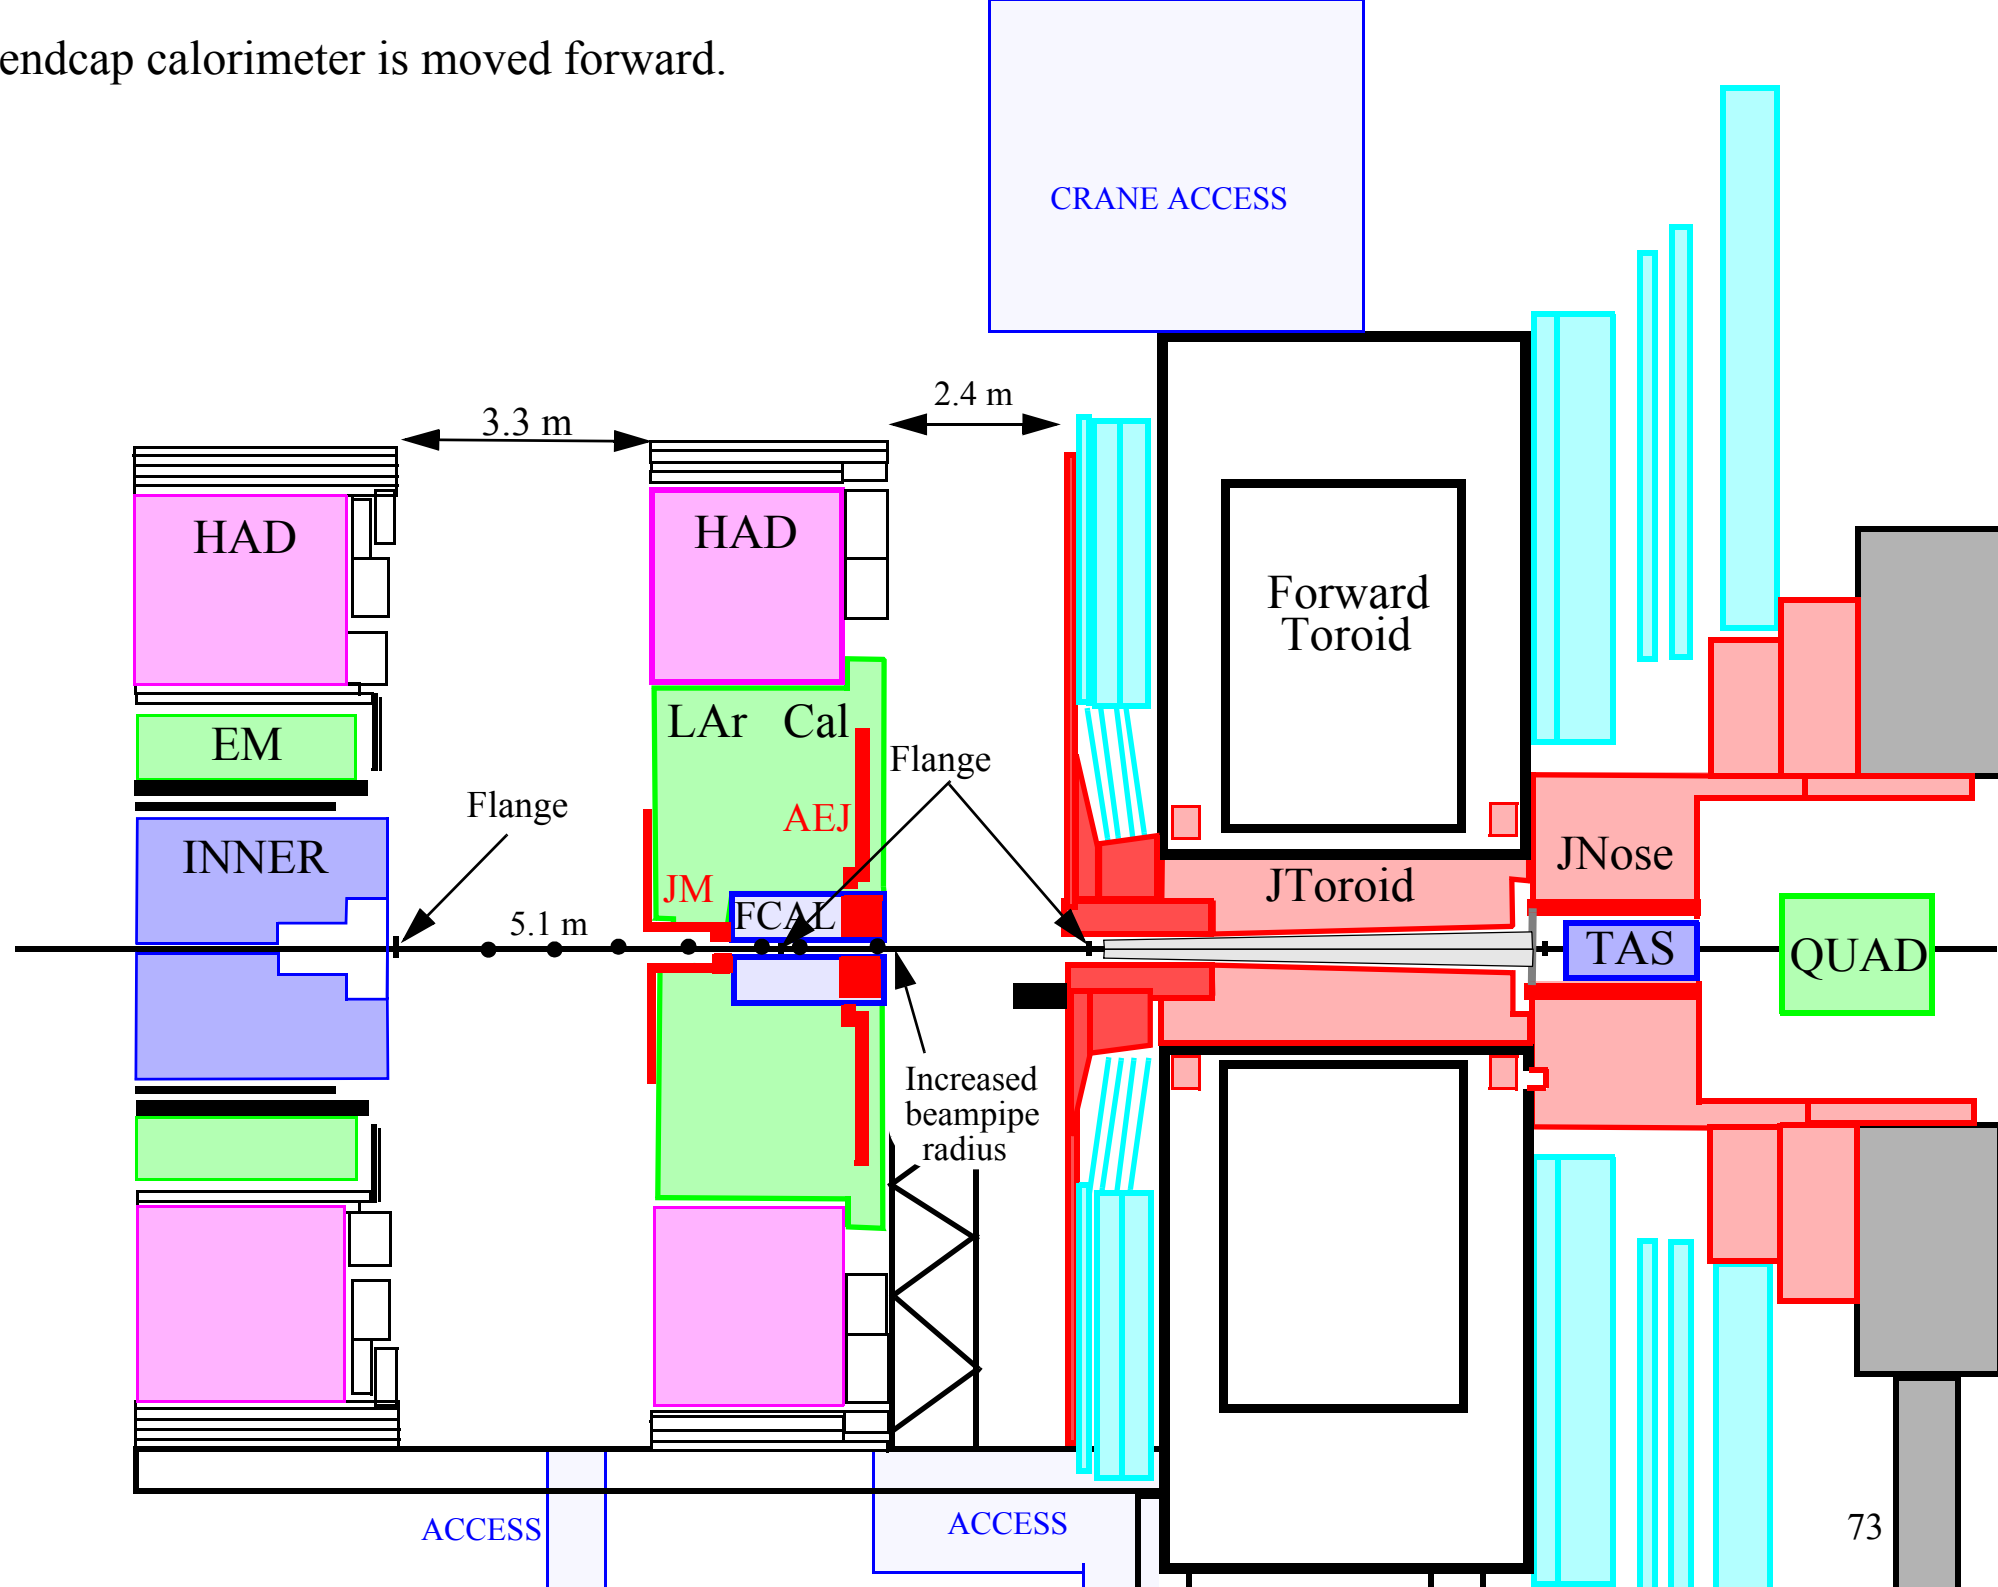 endcap calorimeter is moved forward.
CRANE ACCESS
3.3 m
2.4 m
HAD
HAD
Forward
Toroid
LAr Cal
EM
Flange
Flange
AEJ
INNER
JM
JToroid
JNose
FCAL
5.1 m
TAS
QUAD
Increased
beampipe
radius
ACCESS
ACCESS
73